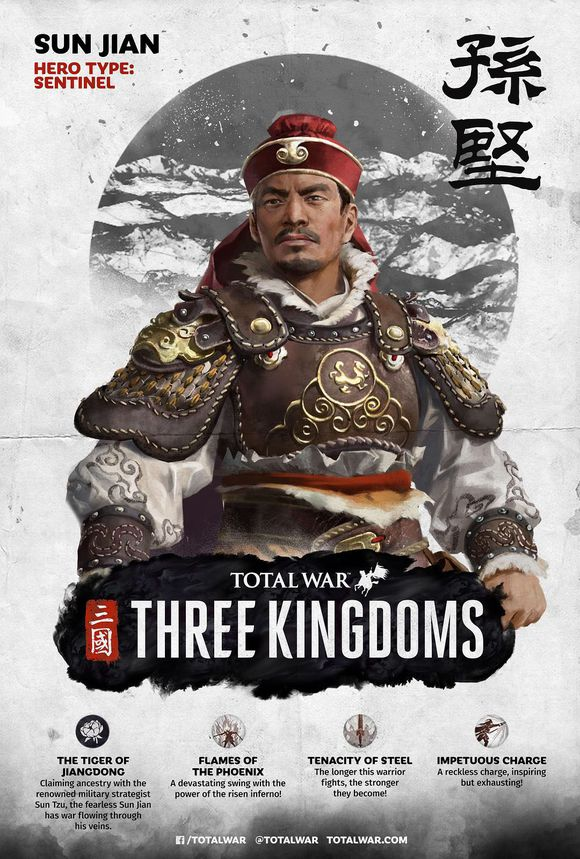 SUN JIAN
HERO TYPE:
SENTINEL
孫
堅
TOTAL WAR
三國
THREE KINGDOMS
THE TIGER OF
JIANGDONG
Claiming ancestry with the
renowned military strategist
Sun Tzu, the fearless Sun Jian
has war flowing through
his veins.
FLAMES OF
THE PHOENIX
A devastating swing with the
power of the risen inferno!
TENACITY OF STEEL
The longer this warrior
fights, the stronger
they become!
IMPETUOUS CHARGE
A reckless charge, inspiring
but exhausting!
/TOTALWAR @TOTALWAR TOTALWAR.COM